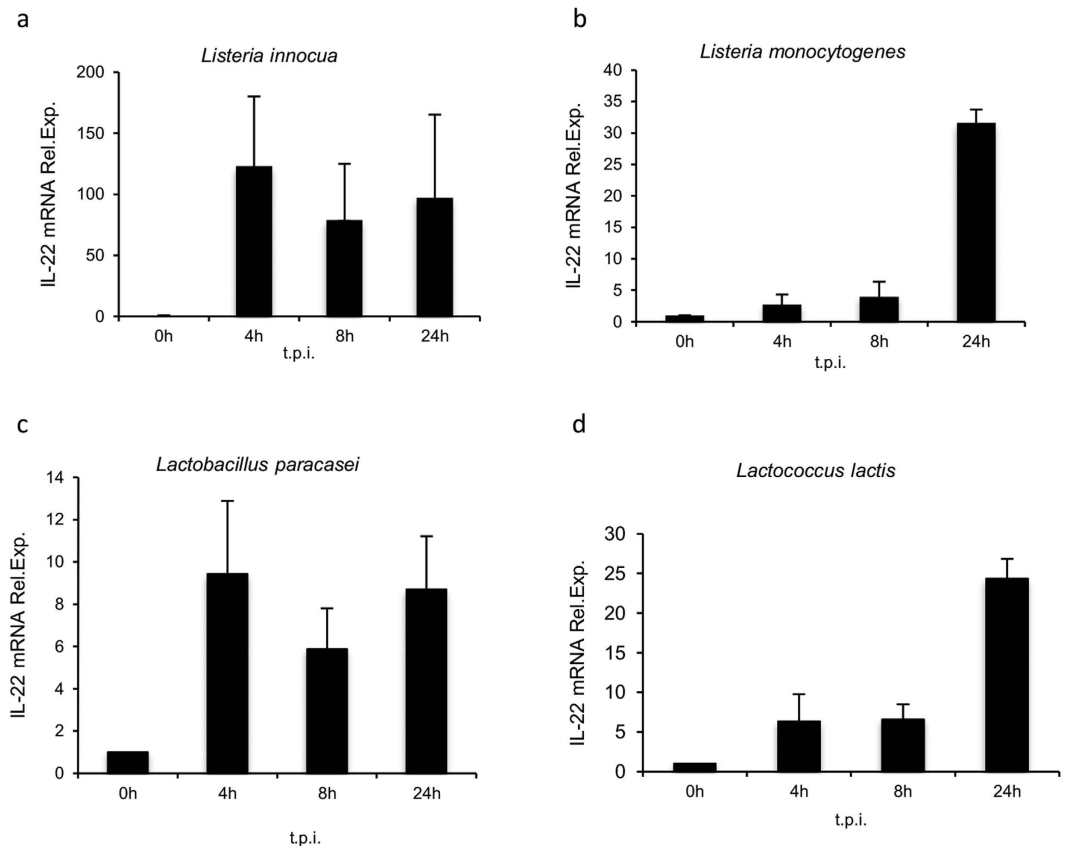 a
Listeria innocua
IL-22 mRNA Rel.Exp.
200
150
100
50
0
0h 4h 8h 24h
t.p.i.
b
Listeria monocytogenes
IL-22 mRNA Rel.Exp.
40
35
30
25
20
15
10
5
0
0h 4h 8h 24h
t.p.i.
c
Lactobacillus paracasei
IL-22 mRNA Rel.Exp.
14
12
10
8
6
4
2
0
0h 4h 8h 24h
t.p.i.
d
Lactococcus lactis
IL-22 mRNA Rel.Exp.
30
25
20
15
10
5
0
0h 4h 8h 24h
t.p.i.